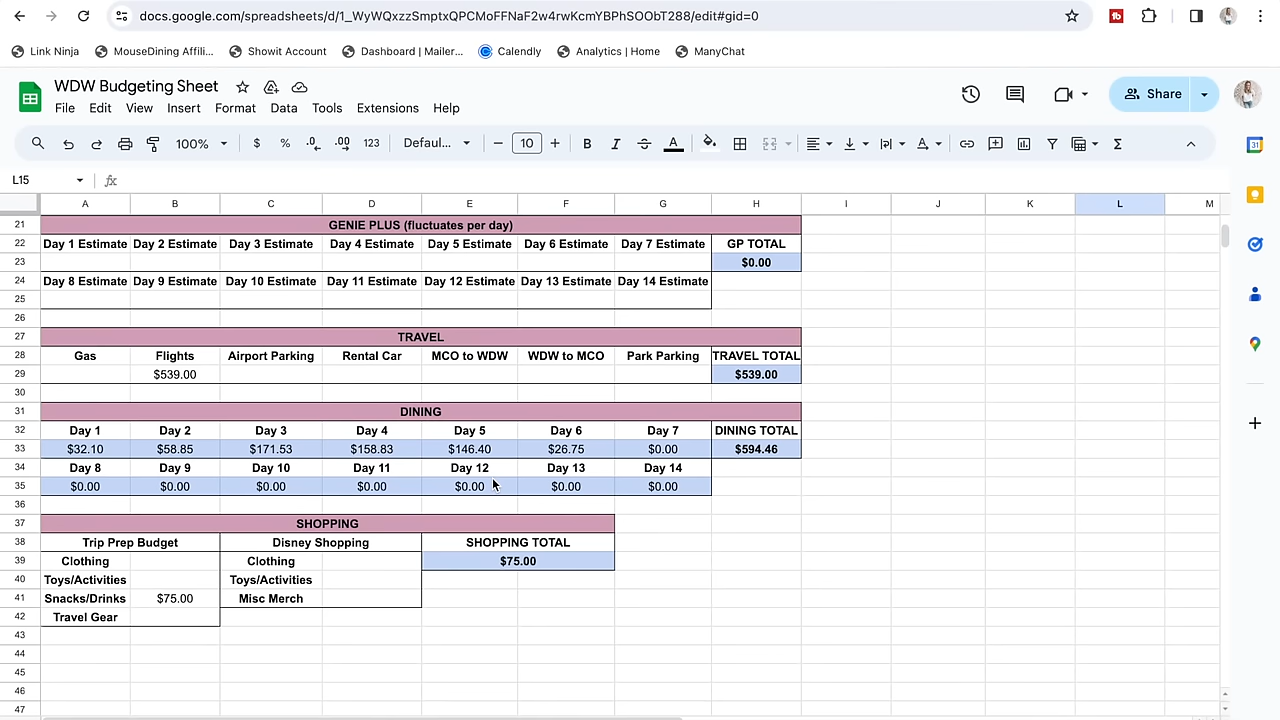 docs.google.com/spreadsheets/d/1_WyWQxzzSmptxQPCMoFFNaF2w4rwKcmYBPhSOObT288/edit#gid=0
Link Ninja MouseDining Affili... Showit Account Dashboard | Mailer... Calendly Analytics | Home ManyChat
WDW Budgeting Sheet
File Edit View Insert Format Data Tools Extensions Help
Share
100% $ % .0 .00 123 Defaul... 10 B I A
L15 fx
A B C D E F G H I J K L M
21 GENIE PLUS (fluctuates per day)
22 Day 1 Estimate Day 2 Estimate Day 3 Estimate Day 4 Estimate Day 5 Estimate Day 6 Estimate Day 7 Estimate GP TOTAL
23 $0.00
24 Day 8 Estimate Day 9 Estimate Day 10 Estimate Day 11 Estimate Day 12 Estimate Day 13 Estimate Day 14 Estimate
25
26
27 TRAVEL
28 Gas Flights Airport Parking Rental Car MCO to WDW WDW to MCO Park Parking TRAVEL TOTAL
29 $539.00 $539.00
30
31 DINING
32 Day 1 Day 2 Day 3 Day 4 Day 5 Day 6 Day 7 DINING TOTAL
33 $32.10 $58.85 $171.53 $158.83 $146.40 $26.75 $0.00 $594.46
34 Day 8 Day 9 Day 10 Day 11 Day 12 Day 13 Day 14
35 $0.00 $0.00 $0.00 $0.00 $0.00 $0.00 $0.00
36
37 SHOPPING
38 Trip Prep Budget Disney Shopping SHOPPING TOTAL
39 Clothing Clothing $75.00
40 Toys/Activities Toys/Activities
41 Snacks/Drinks $75.00 Misc Merch
42 Travel Gear
43
44
45
46
47